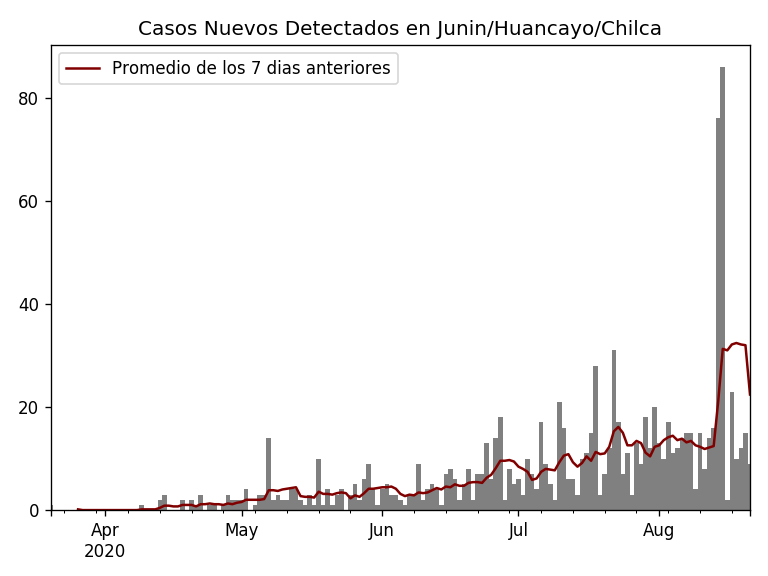 Casos Nuevos Detectados en Junin/Huancayo/Chilca
Promedio de los 7 dias anteriores
80
60
40
20
0
Apr
2020
May
Jun
Jul
Aug